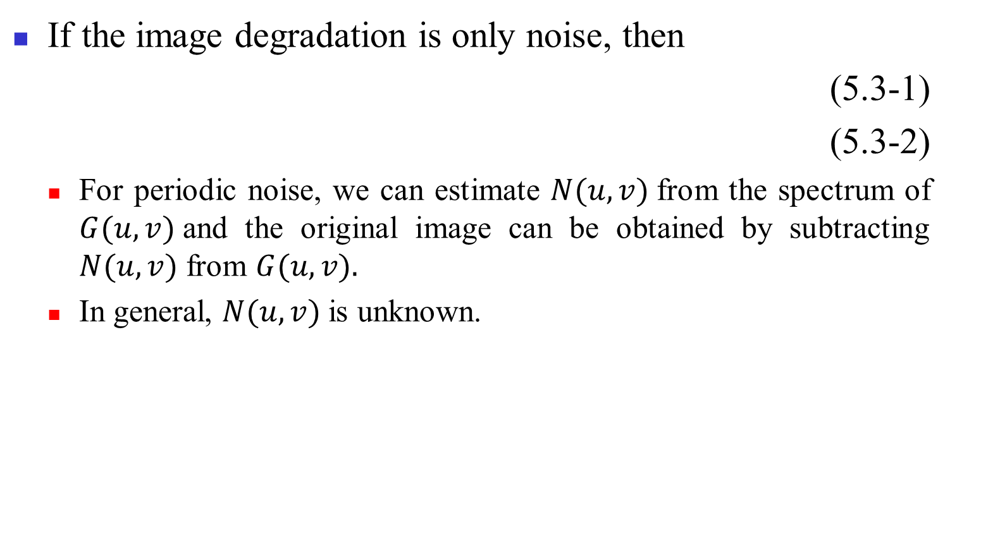 If the image degradation is only noise, then
(5.3-1)
(5.3-2)
For periodic noise, we can estimate 𝑁(𝑢, 𝑣) from the spectrum of
𝐺(𝑢, 𝑣) and the original image can be obtained by subtracting
𝑁(𝑢, 𝑣) from 𝐺(𝑢, 𝑣).
In general, 𝑁(𝑢, 𝑣) is unknown.